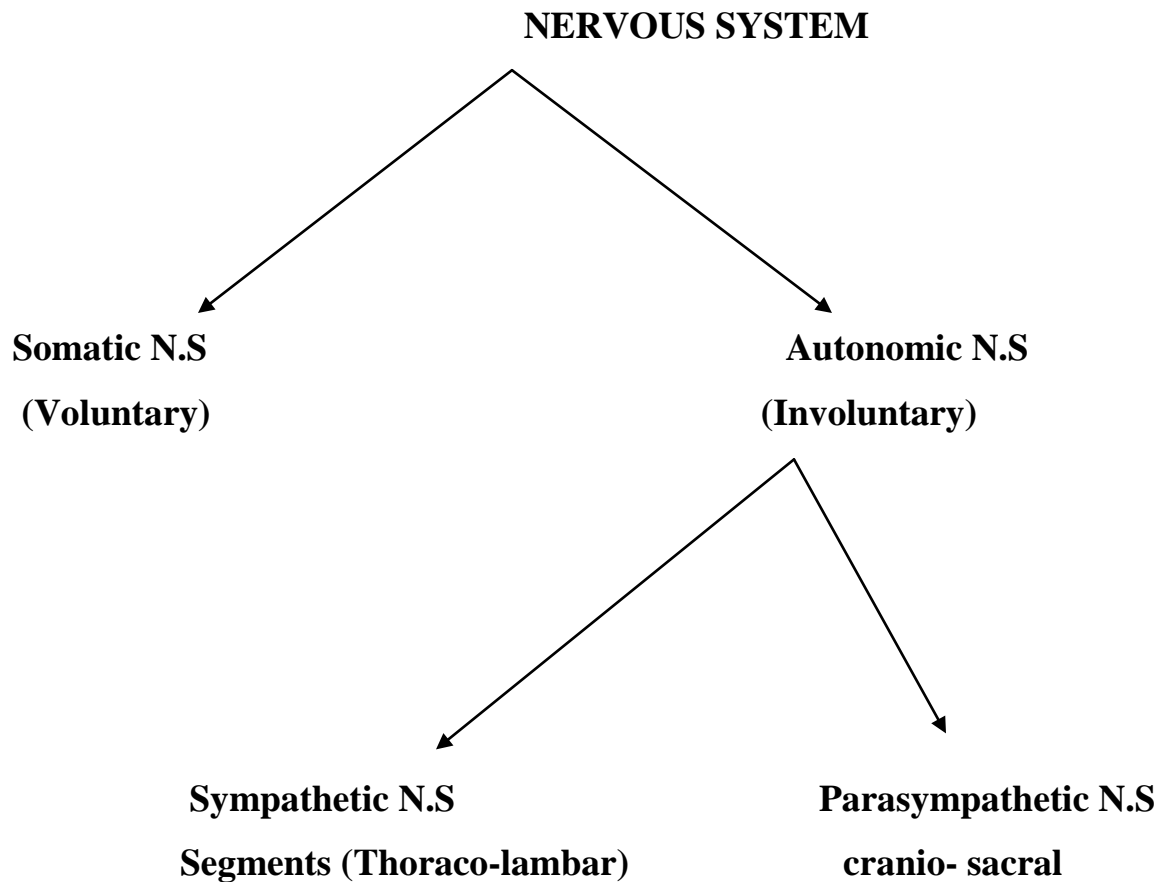 NERVOUS SYSTEM
Somatic N.S
Autonomic N.S
(Voluntary)
(Involuntary)
Sympathetic N.S
Parasympathetic N.S
Segments (Thoraco-lambar)
cranio- sacral